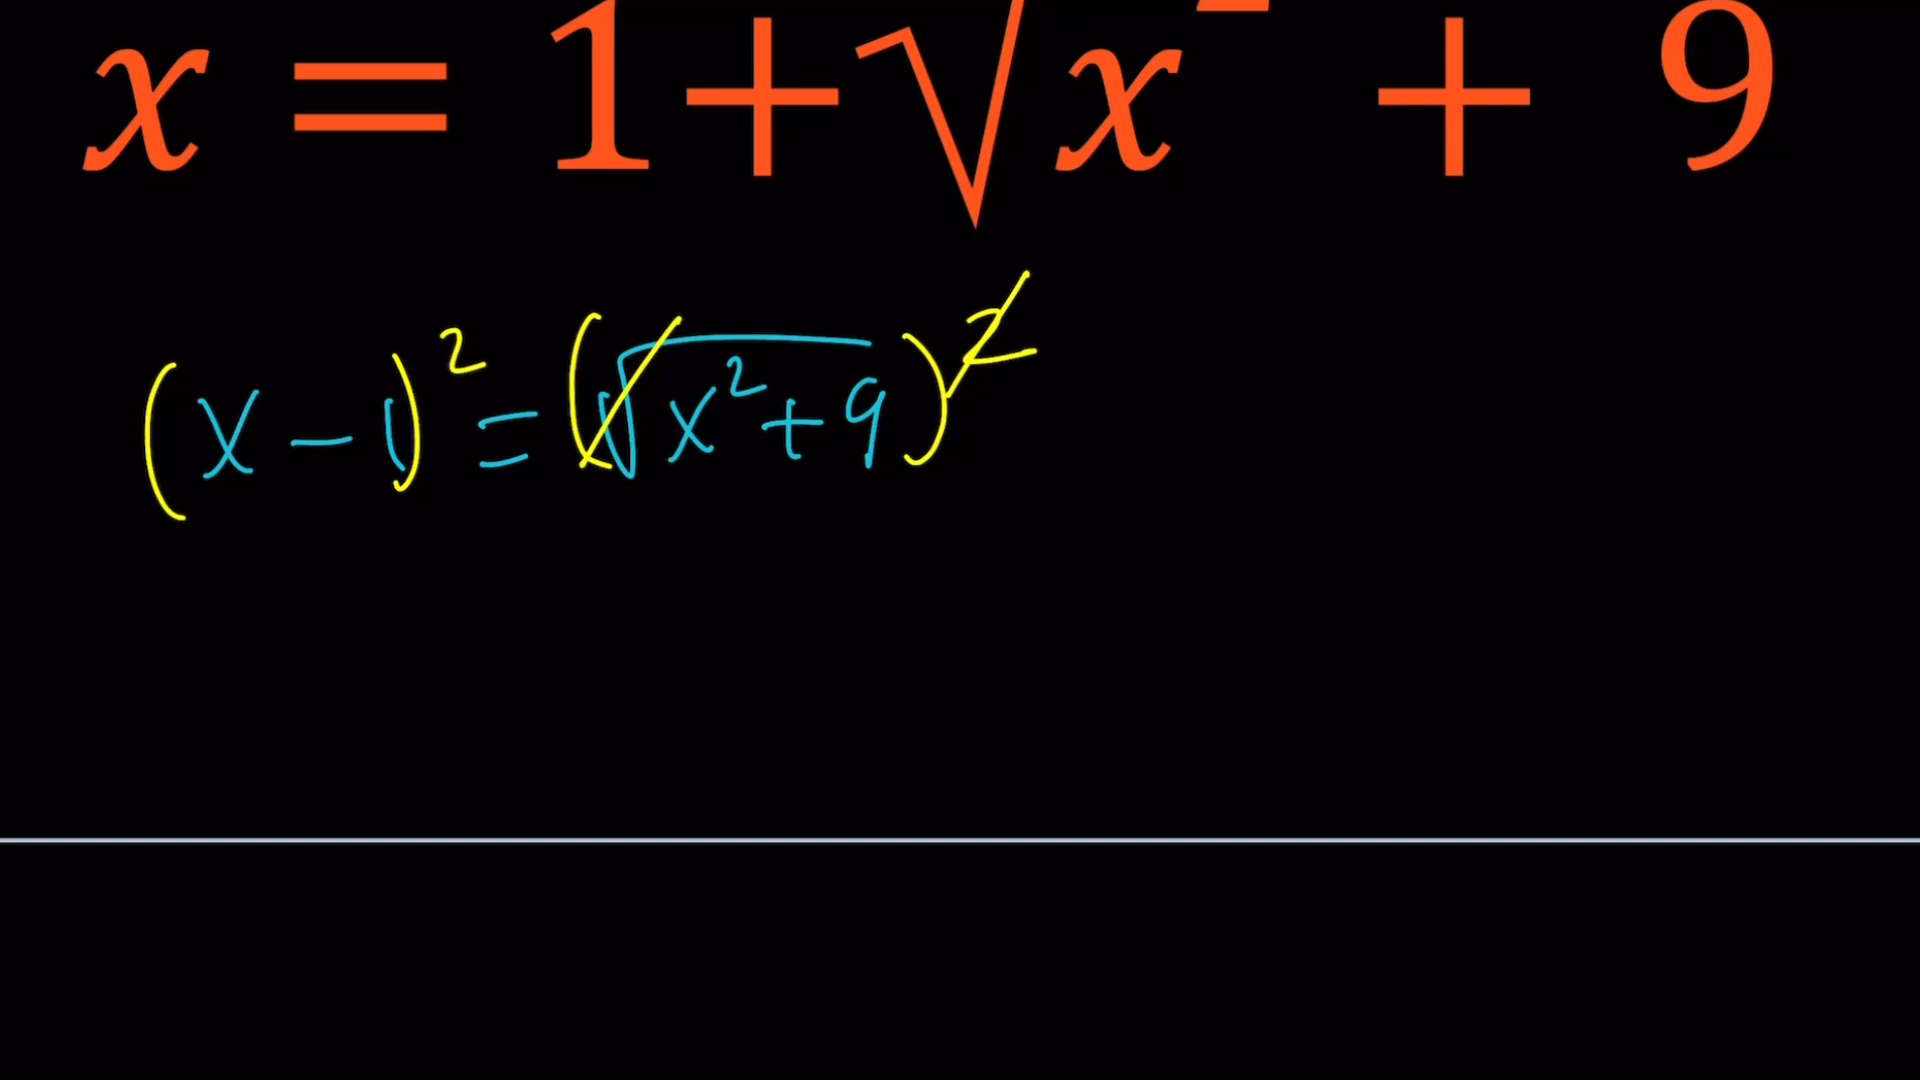 x = 1+√x² + 9
(x - 1)² = (√x²+9)²